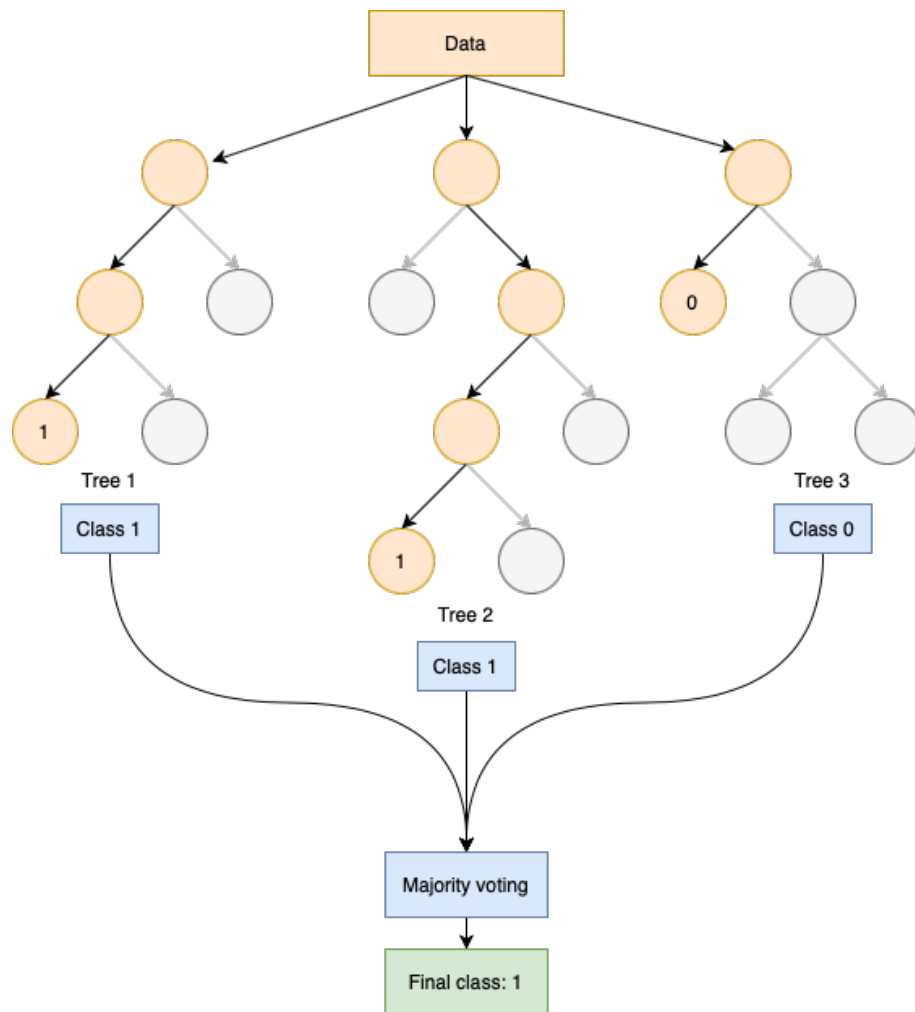 Data
0
1
1
Tree 1
Tree 3
Class 1
Class 0
Tree 2
Class 1
Majority voting
Final class: 1